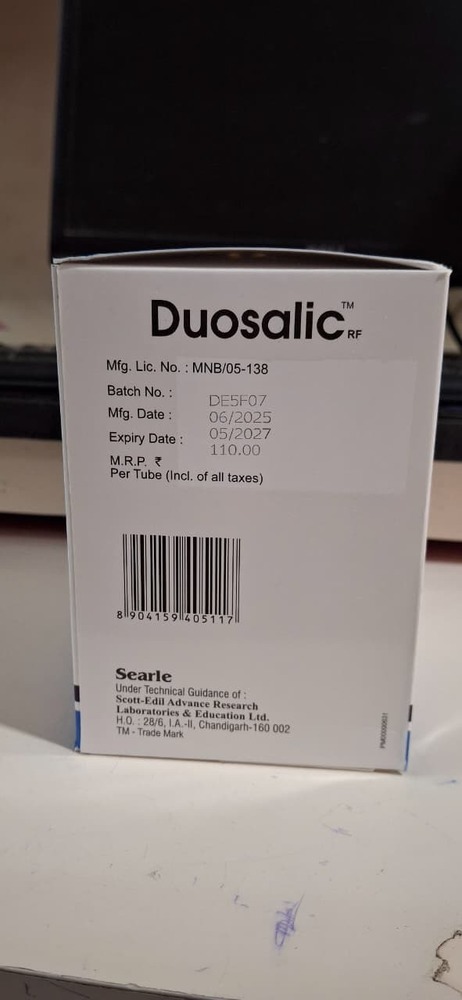 Duosalic™ RF
Mfg. Lic. No. : MNB/05-138
Batch No. : DE5F07
Mfg. Date : 06/2025
Expiry Date : 05/2027
M.R.P. ₹ 110.00
Per Tube (Incl. of all taxes)
8 904159 405117
Searle
Under Technical Guidance of :
Scott-Edil Advance Research
Laboratories & Education Ltd.
H.O. : 28/6, I.A.-II, Chandigarh-160 002
TM - Trade Mark